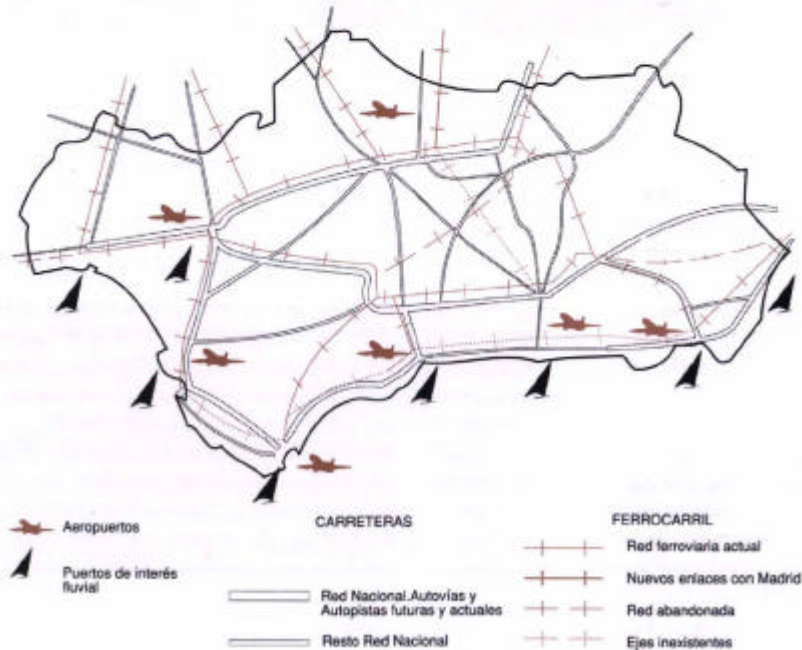 Aeropuertos
Puertos de interés
fluvial
CARRETERAS
Red Nacional.Autovías y
Autopistas futuras y actuales
Resto Red Nacional
FERROCARRIL
Red ferroviaria actual
Nuevos enlaces con Madrid
Red abandonada
Ejes inexistentes